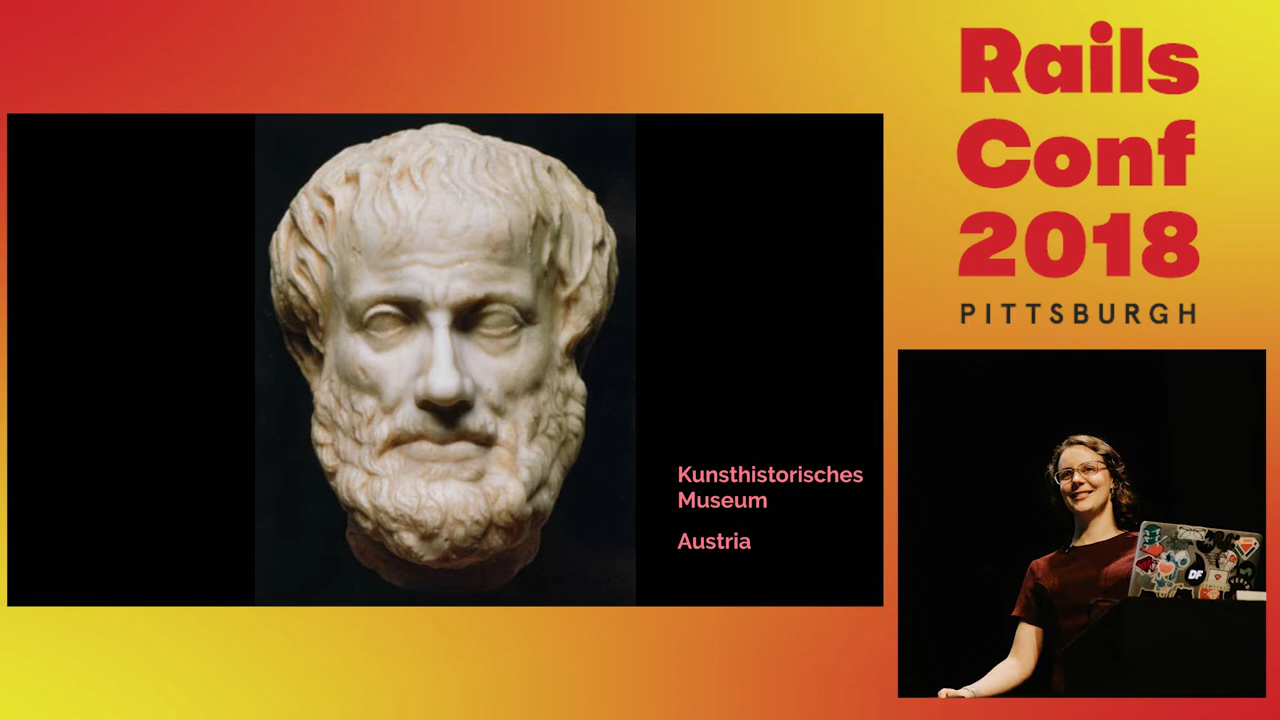 Rails
Conf
2018
PITTSBURGH
Kunsthistorisches
Museum
Austria
DF